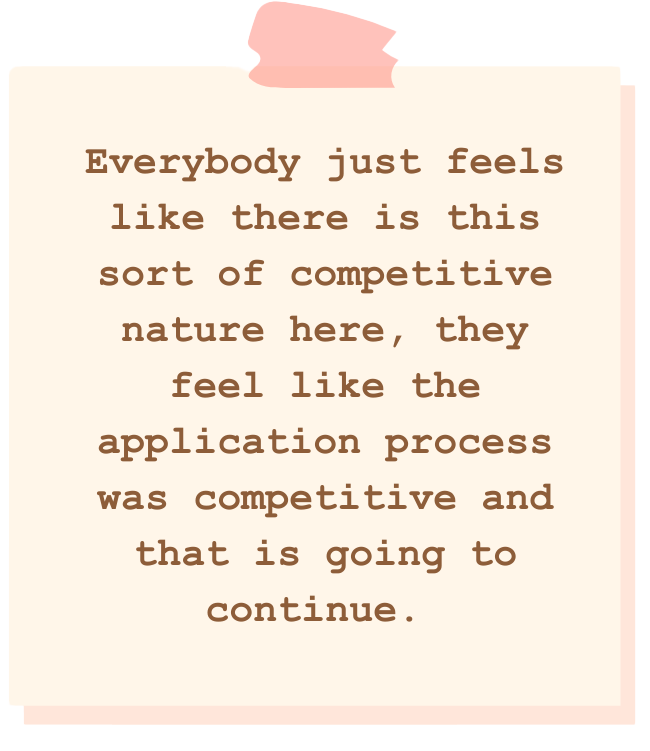 Everybody just feels
like there is this
sort of competitive
nature here, they
feel like the
application process
was competitive and
that is going to
continue.